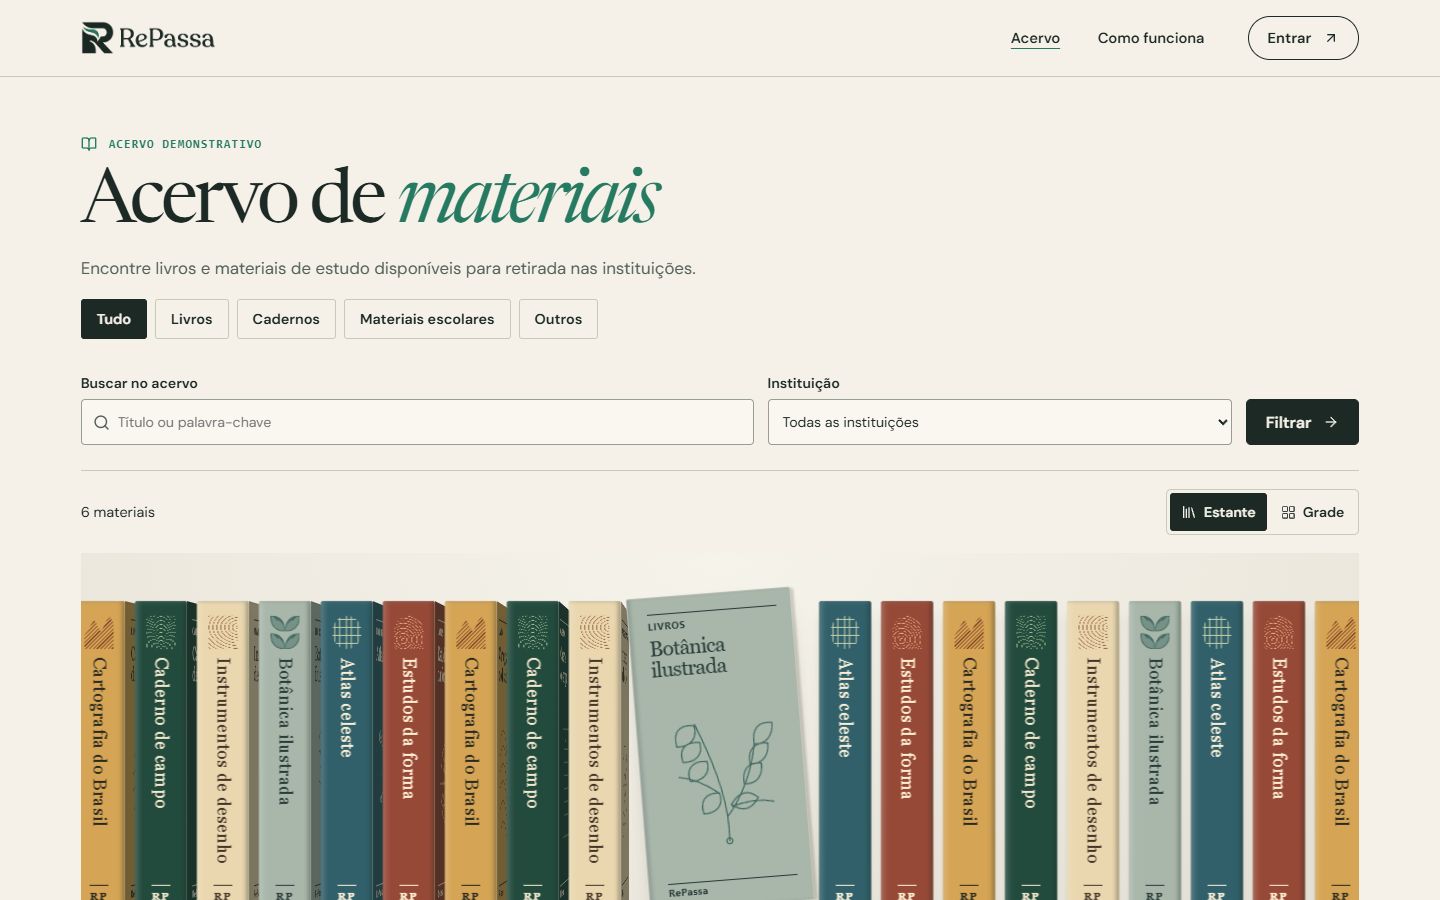 RePassa
Acervo
Como funciona
Entrar
ACERVO DEMONSTRATIVO
Acervo de materiais
Encontre livros e materiais de estudo disponíveis para retirada nas instituições.
Tudo
Livros
Cadernos
Materiais escolares
Outros
Buscar no acervo
Instituição
Título ou palavra-chave
Todas as instituições
Filtrar
6 materiais
Estante
Grade
Cartografia do Brasil
Caderno de campo
Instrumentos de desenho
Botânica ilustrada
Atlas celeste
Estudos da forma
Cartografia do Brasil
Caderno de campo
Instrumentos de desenho
LIVROS
Botânica
ilustrada
RePassa
Atlas celeste
Estudos da forma
Cartografia do Brasil
Caderno de campo
Instrumentos de desenho
Botânica ilustrada
Atlas celeste
Estudos da forma
Cartografia do Brasil